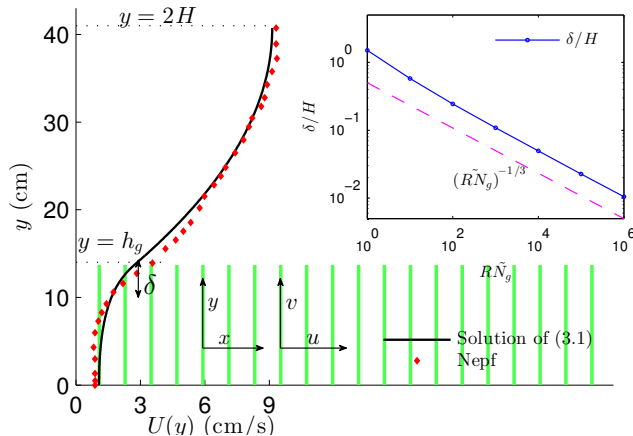 y = 2H
40
30
20
10
0
y (cm)
y = h_g
δ
y
x
v
u
Solution of (3.1)
Nepf
0
3
6
9
U(y) (cm/s)
δ/H
10^0
10^{-1}
10^{-2}
δ/H
(RÑ_g)^{-1/3}
10^0
10^2
10^4
10^6
RÑ_g